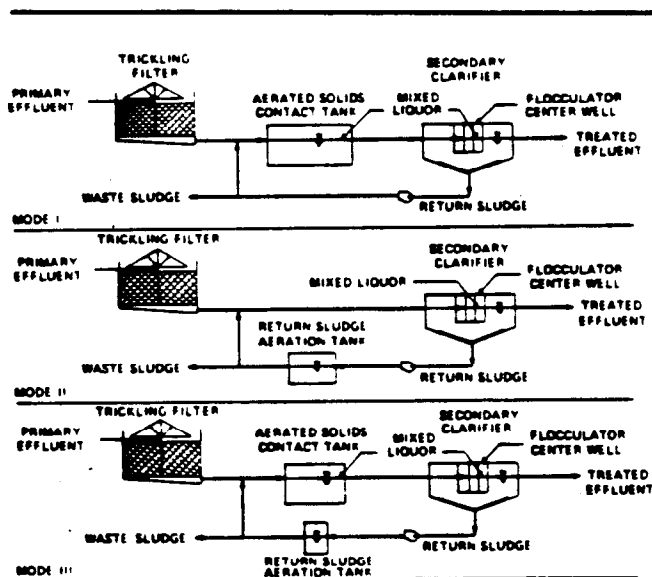 TRICKLING
FILTER
SECONDARY
CLARIFIER
PRIMARY
EFFLUENT
AERATED SOLIDS
CONTACT TANK
MIXED
LIQUOR
FLOCCULATOR
CENTER WELL
TREATED
EFFLUENT
WASTE SLUDGE
RETURN SLUDGE
MODE I
TRICKLING FILTER
SECONDARY
CLARIFIER
PRIMARY
EFFLUENT
MIXED LIQUOR
FLOCCULATOR
CENTER WELL
TREATED
EFFLUENT
RETURN SLUDGE
AERATION TANK
WASTE SLUDGE
RETURN SLUDGE
MODE II
TRICKLING FILTER
SECONDARY
CLARIFIER
PRIMARY
EFFLUENT
AERATED SOLIDS
CONTACT TANK
MIXED
LIQUOR
FLOCCULATOR
CENTER WELL
TREATED
EFFLUENT
WASTE SLUDGE
RETURN SLUDGE
RETURN SLUDGE
AERATION TANK
MODE III